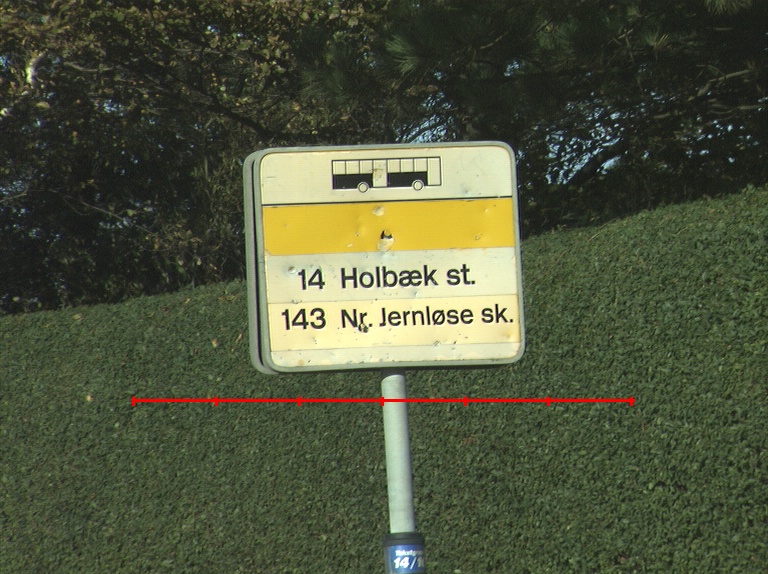 14 Holbæk st.
143 Nr. Jernløse sk.